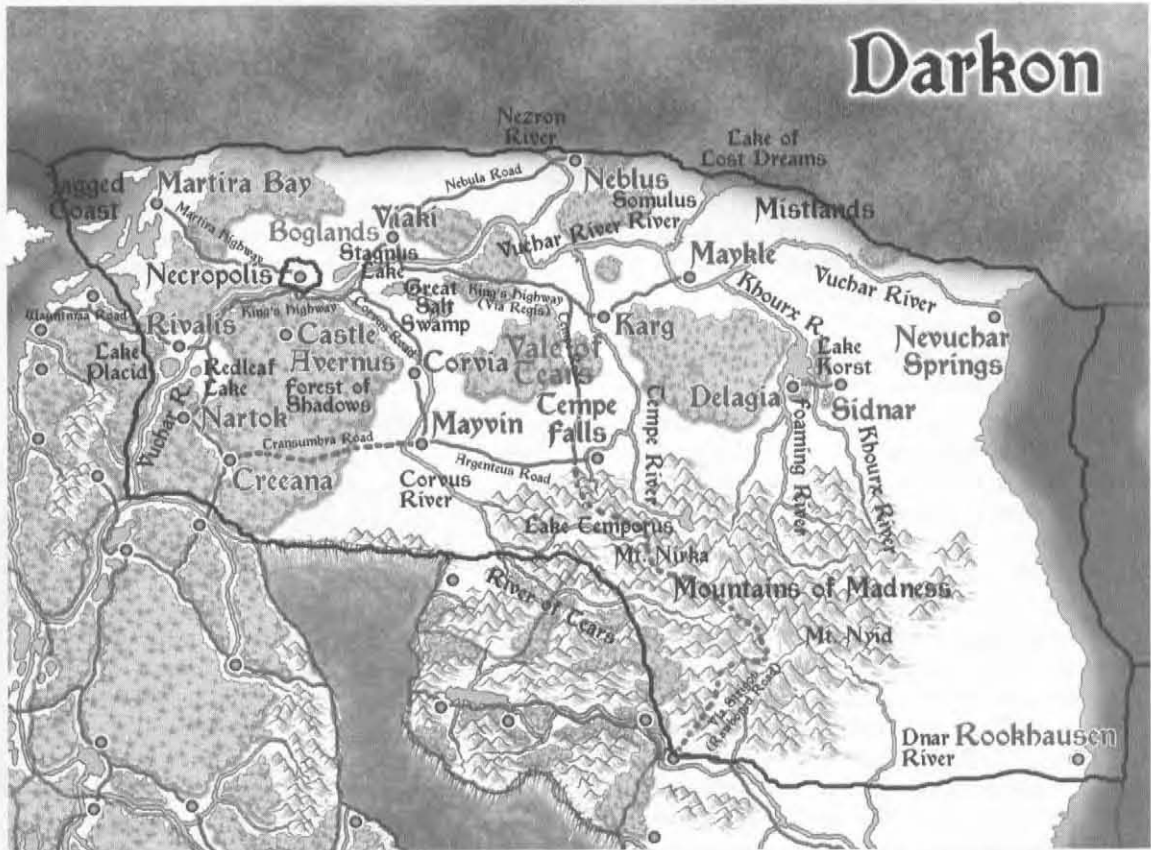 Darkon
Nezron
River
Lake of
Lost Dreams
Jagged
Coast
Martira Bay
Nebula Road
Neblus
Somulus
River
Mistlands
Martira Highway
Viaki
Boglands
Vuchar River
Stagnus
Lake
Maykle
Necropolis
Vuchar River
King's Highway
(Via Regis)
Great
Salt
Swamp
Khourx R.
King's Highway
Corvus Road
Karg
Nevuchar
Springs
Rivalis
Castle
Avernus
Lake
Placid
Corvia
Vale of
Tears
Lake
Korst
Redleaf
Lake
Forest of
Shadows
Delagia
Sidnar
Nartok
Vuchar R.
Tempe
Falls
Tempe River
Foaming River
Khourx River
Mayvin
Cransumbra Road
Argenteus Road
Creeana
Corvus
River
Lake Temporus
Mt. Nirka
River of Tears
Mountains of Madness
Mt. Nyid
Dnar
River
Rookhausen